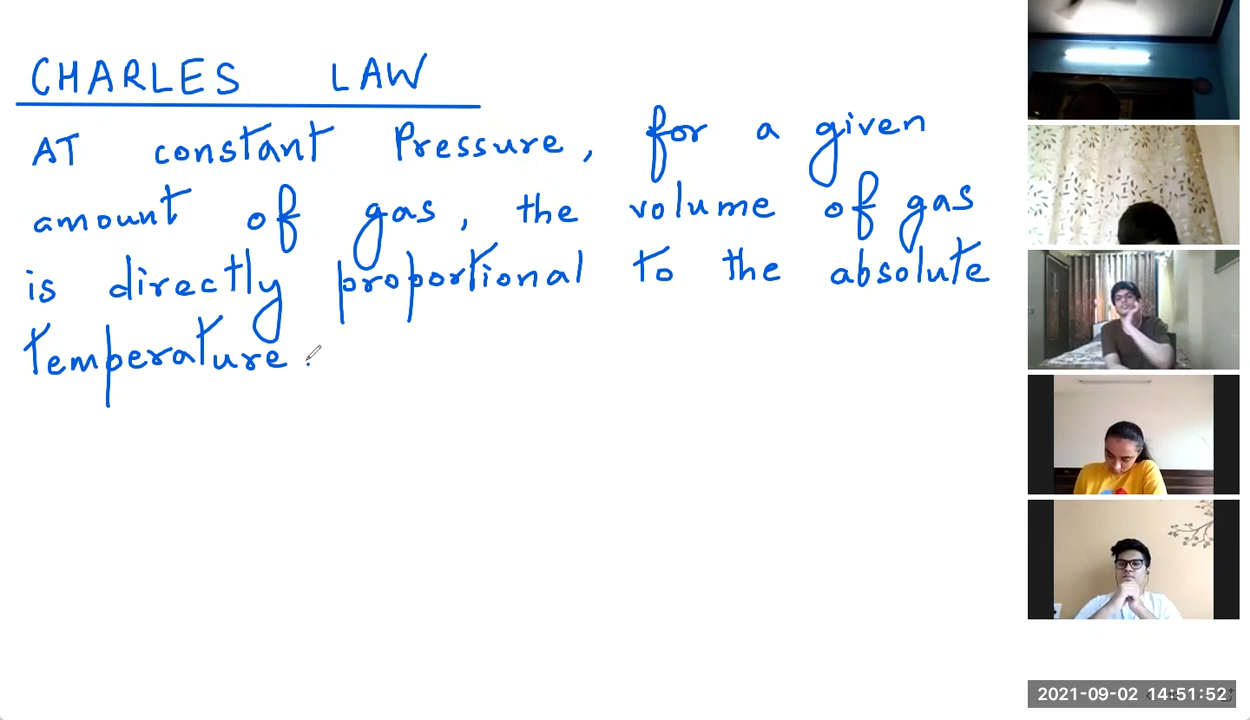 CHARLES LAW
AT constant Pressure, for a given
amount of gas, the volume of gas
is directly proportional to the absolute
temperature.
2021-09-02 14:51:52